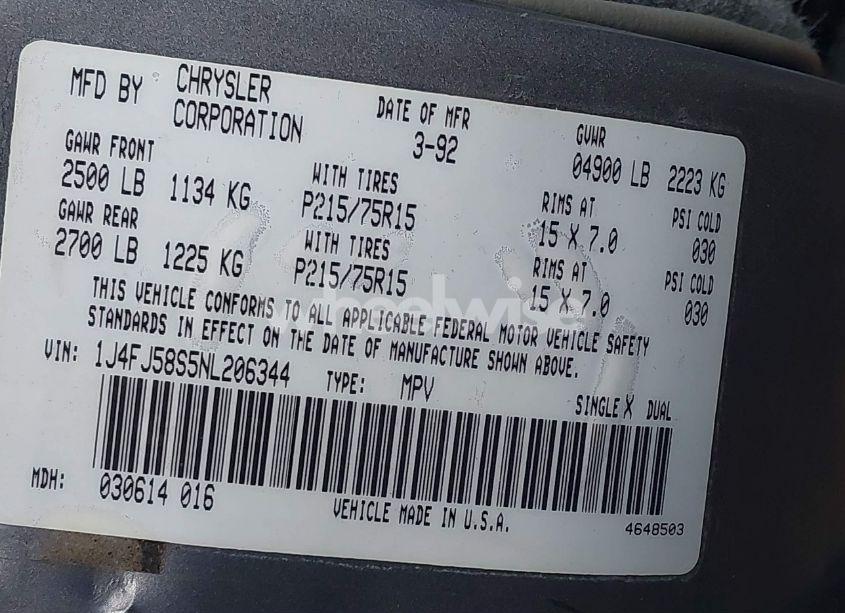 MFD BY CHRYSLER CORPORATION DATE OF MFR 3-92 GVWR 04900 LB 2223 KG
GAWR FRONT 2500 LB 1134 KG WITH TIRES P215/75R15 RIMS AT 15 X 7.0 PSI COLD 030
GAWR REAR 2700 LB 1225 KG WITH TIRES P215/75R15 RIMS AT 15 X 7.0 PSI COLD 030
THIS VEHICLE CONFORMS TO ALL APPLICABLE FEDERAL MOTOR VEHICLE SAFETY
STANDARDS IN EFFECT ON THE DATE OF MANUFACTURE SHOWN ABOVE.
VIN: 1J4FJ58S5NL206344 TYPE: MPV SINGLE X DUAL
MDH: 030614 016 VEHICLE MADE IN U.S.A. 4648503
wheelwise